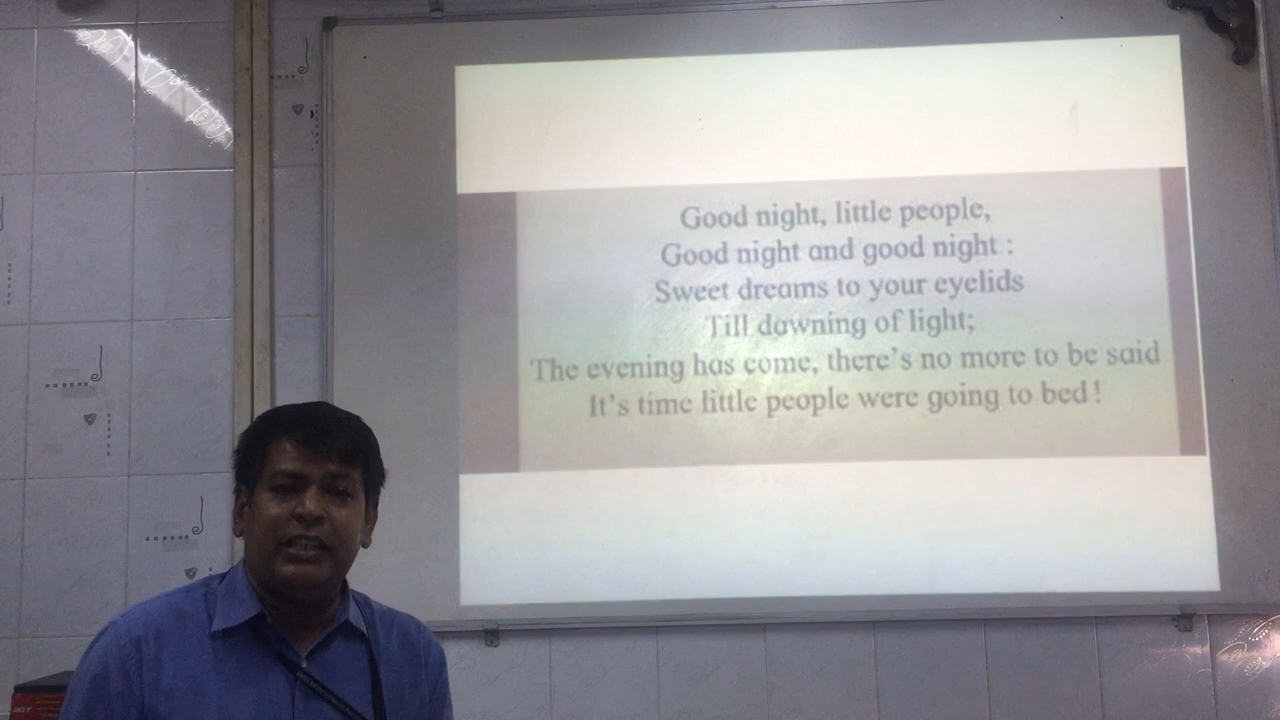 Good night, little people,
Good night and good night :
Sweet dreams to your eyelids
Till dawning of light;
The evening has come, there's no more to be said
It's time little people were going to bed!
acer